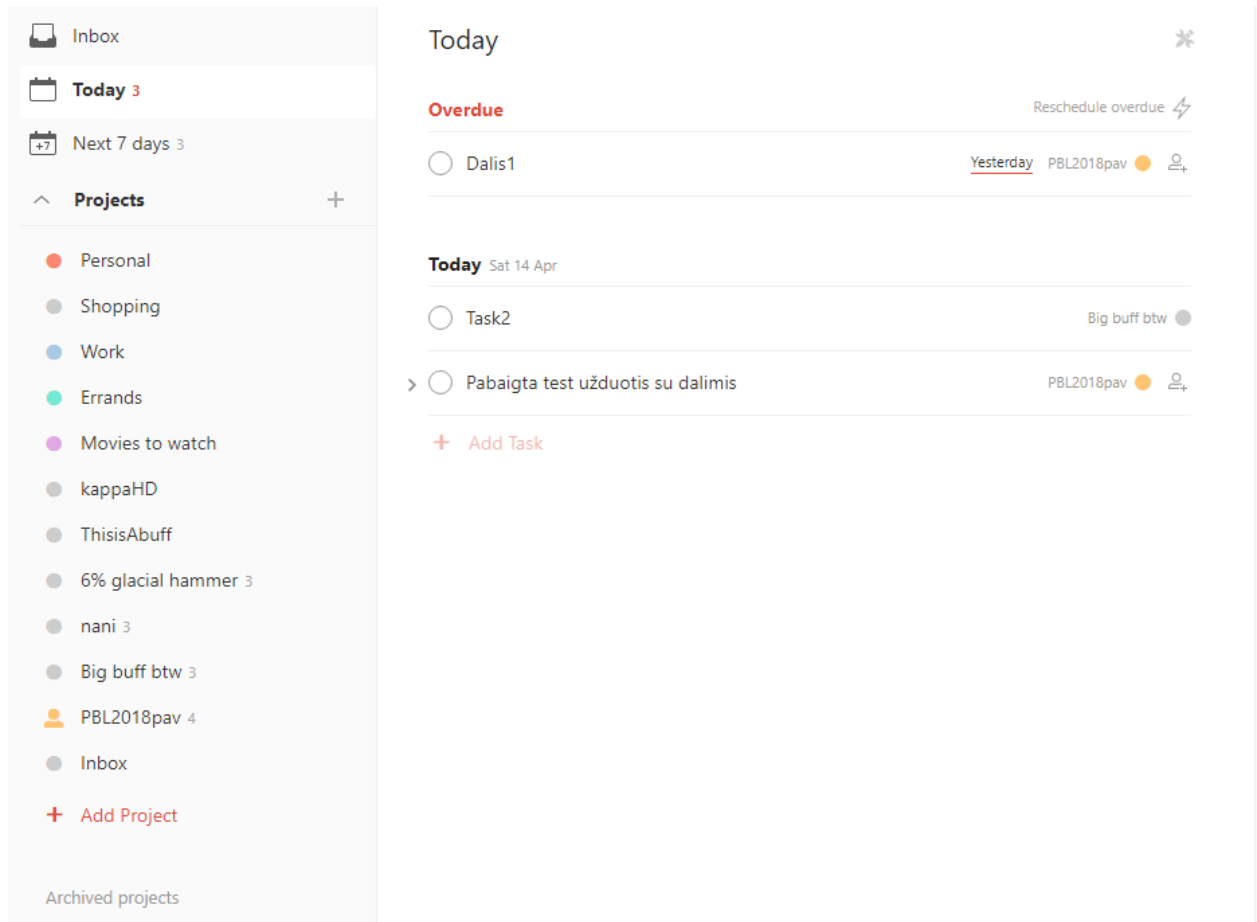 Inbox
Today 3
+7 Next 7 days 3
Projects
Personal
Shopping
Work
Errands
Movies to watch
kappaHD
ThisisAbuff
6% glacial hammer 3
nani 3
Big buff btw 3
PBL2018pav 4
Inbox
+ Add Project
Archived projects
Today
Overdue Reschedule overdue
Dalis1 Yesterday PBL2018pav
Today Sat 14 Apr
Task2 Big buff btw
Pabaigta test užduotis su dalimis PBL2018pav
+ Add Task